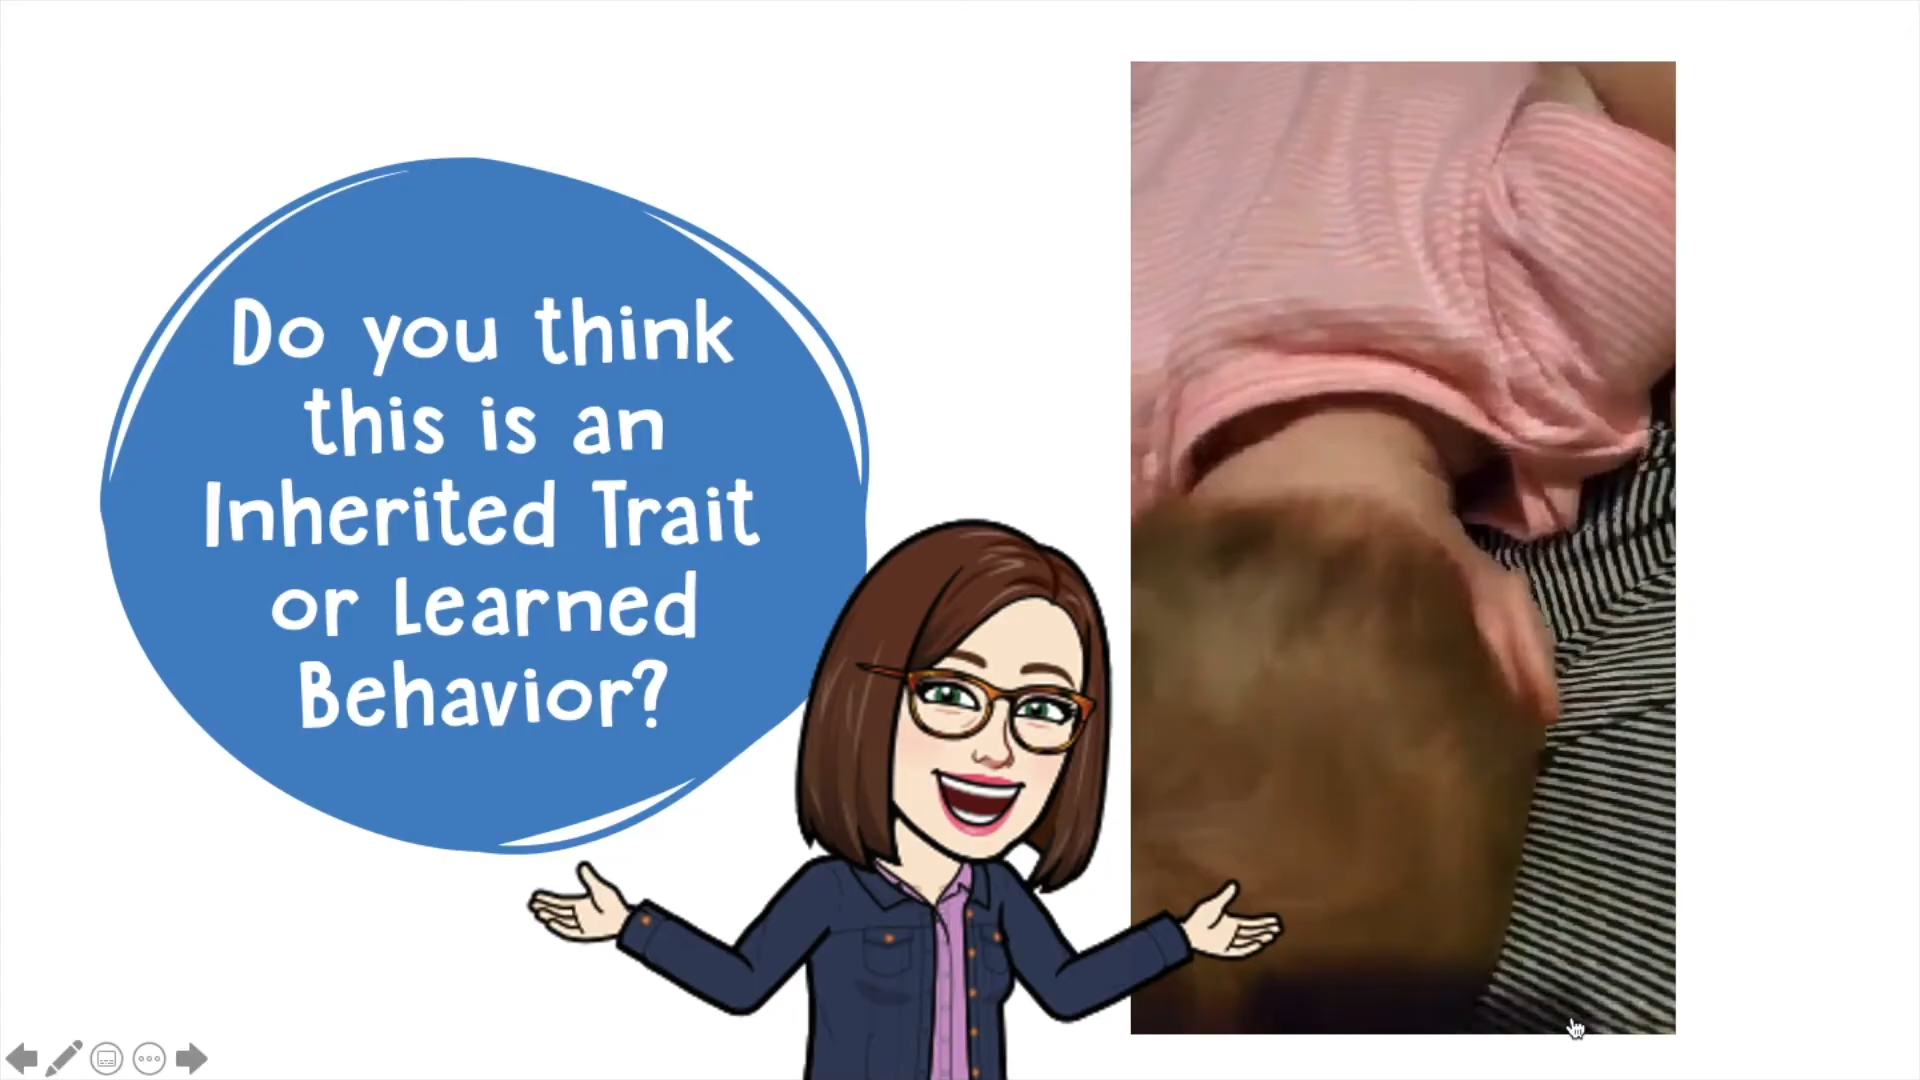 Do you think
this is an
Inherited Trait
or Learned
Behavior?